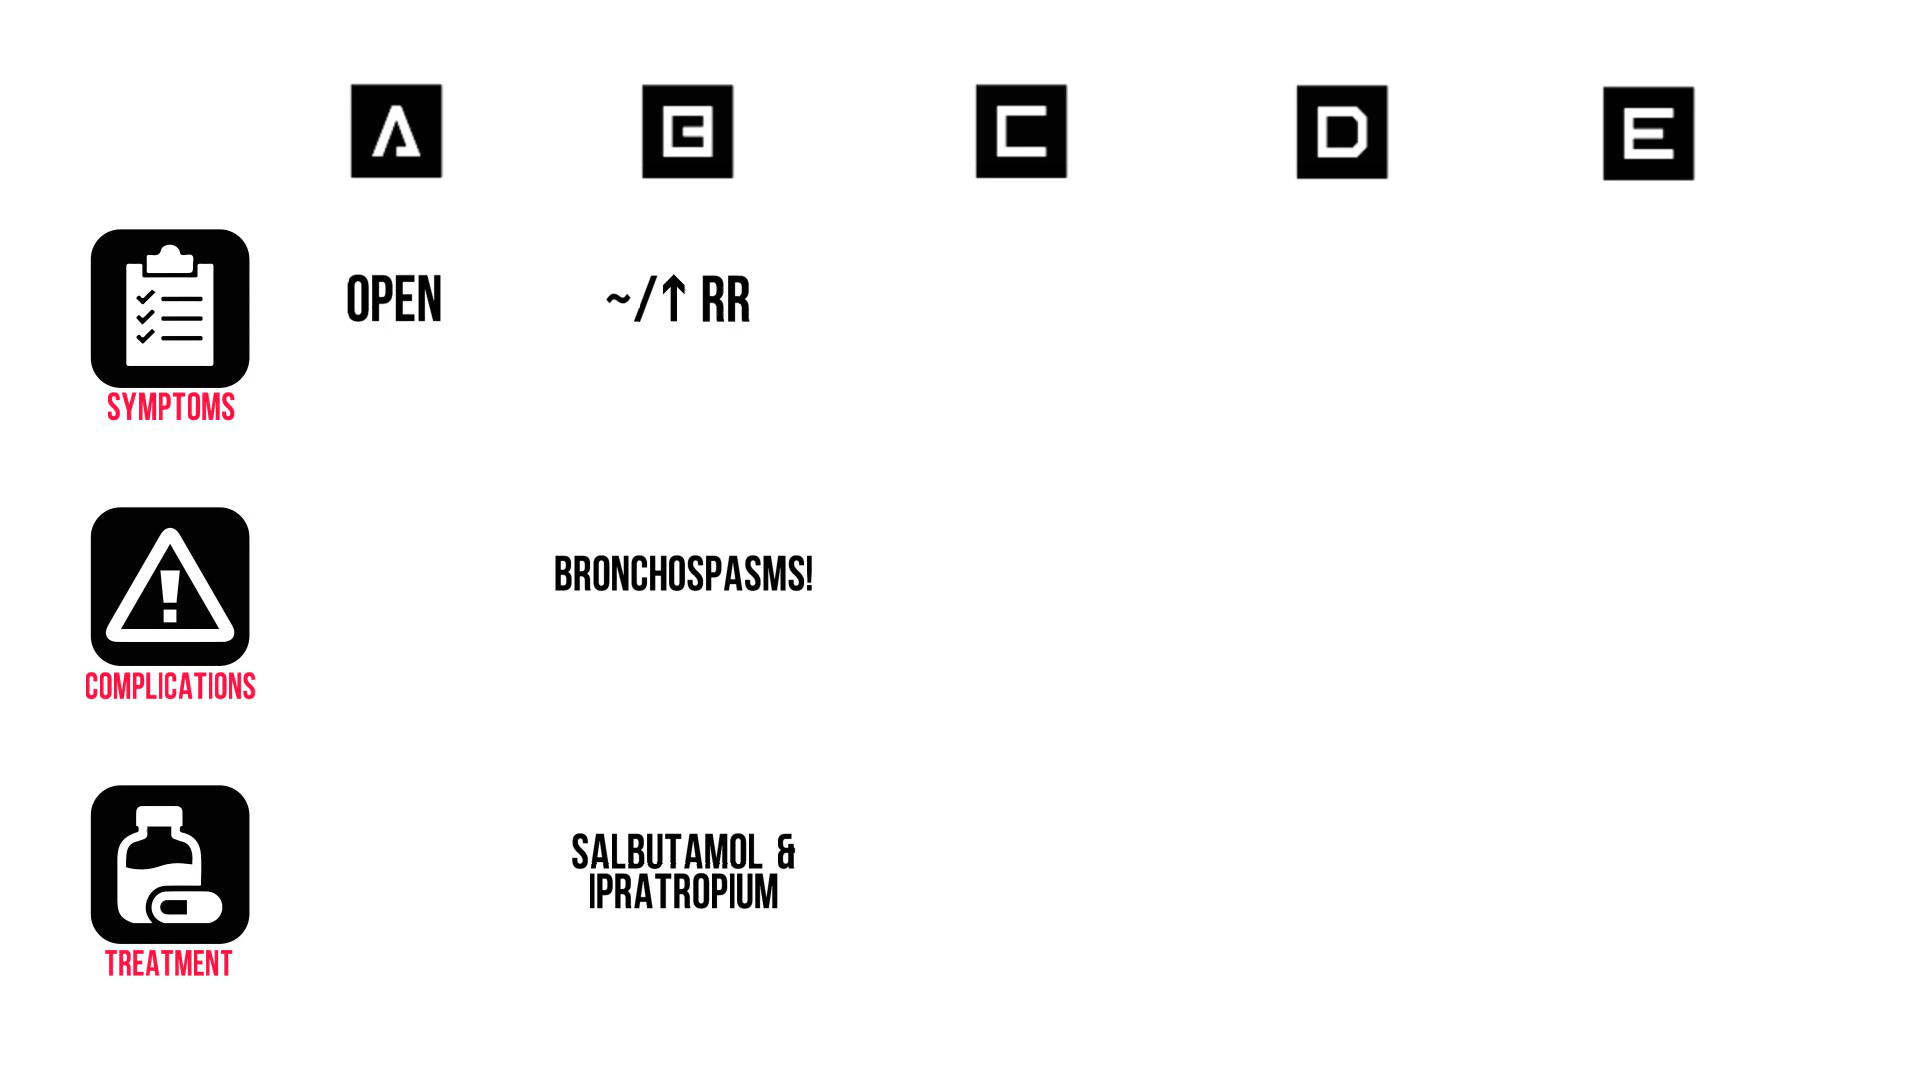 A B C D E
OPEN ~/↑ RR
SYMPTOMS
BRONCHOSPASMS!
COMPLICATIONS
SALBUTAMOL &
IPRATROPIUM
TREATMENT